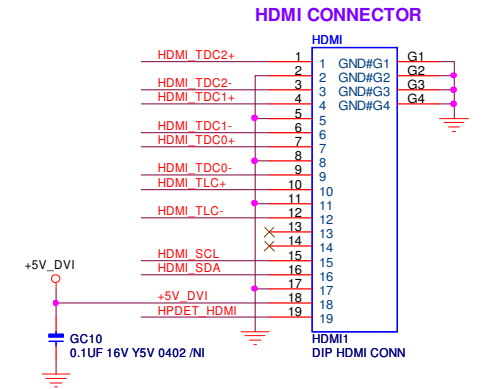 HDMI CONNECTOR
HDMI
HDMI_TDC2+ 1 1 GND#G1 G1
2 2 GND#G2 G2
HDMI_TDC2- 3 3 GND#G3 G3
HDMI_TDC1+ 4 4 GND#G4 G4
5 5
HDMI_TDC1- 6 6
HDMI_TDC0+ 7 7
8 8
HDMI_TDC0- 9 9
HDMI_TLC+ 10 10
11 11
HDMI_TLC- 12 12
13 13
14 14
HDMI_SCL 15 15
HDMI_SDA 16 16
+5V_DVI
17 17
+5V_DVI 18 18
HPDET_HDMI 19 19
GC10
0.1UF 16V Y5V 0402 /NI
HDMI1
DIP HDMI CONN